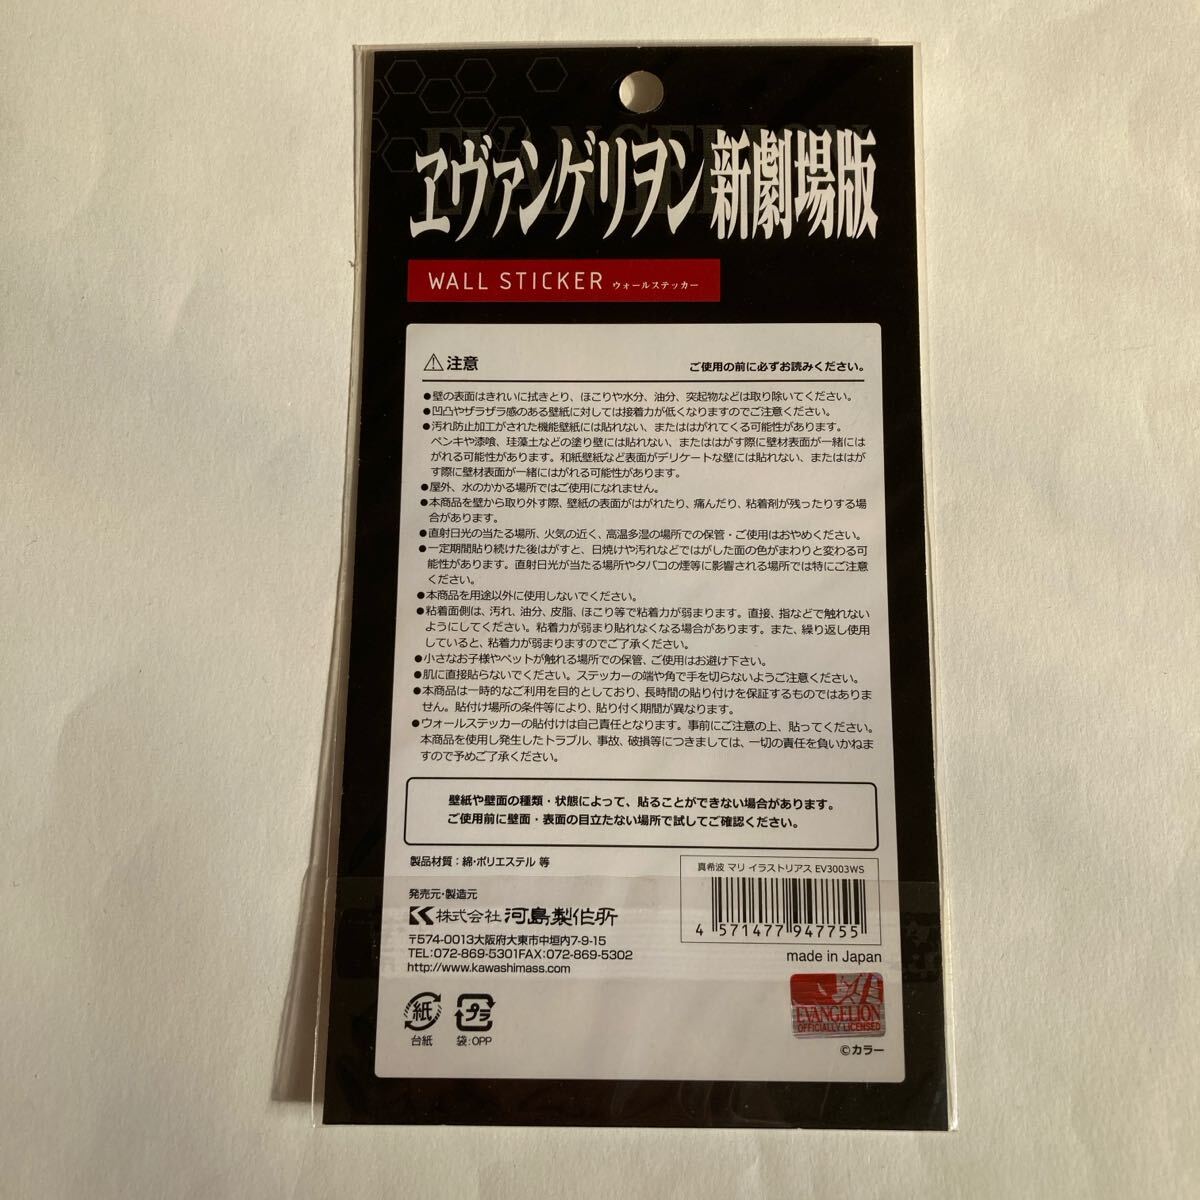 EVANGELION
ヱヴァンゲリヲン新劇場版
WALL STICKER ウォールステッカー
⚠注意 ご使用の前に必ずお読みください。
●壁の表面はきれいに拭きとり、ほこりや水分、油分、突起物などは取り除いてください。
●凹凸やザラザラ感のある壁紙に対しては接着力が低くなりますのでご注意ください。
●汚れ防止加工がされた機能壁紙には貼れない、またははがれてくる可能性があります。
ペンキや漆喰、珪藻土などの塗り壁には貼れない、またははがす際に壁材表面が一緒には
がれる可能性があります。和紙壁紙など表面がデリケートな壁には貼れない、またははが
す際に壁材表面が一緒にはがれる可能性があります。
●屋外、水のかかる場所ではご使用になれません。
●本商品を壁から取り外す際、壁紙の表面がはがれたり、痛んだり、粘着剤が残ったりする場
合があります。
●直射日光の当たる場所、火気の近く、高温多湿の場所での保管・ご使用はおやめください。
●一定期間貼り続けた後はがすと、日焼けや汚れなどではがした面の色がまわりと変わる可
能性があります。直射日光が当たる場所やタバコの煙等に影響される場所では特にご注意
ください。
●本商品を用途以外に使用しないでください。
●粘着面側は、汚れ、油分、皮脂、ほこり等で粘着力が弱まります。直接、指などで触れない
ようにしてください。粘着力が弱まり貼れなくなる場合があります。また、繰り返し使用
していると、粘着力が弱まりますのでご了承ください。
●小さなお子様やペットが触れる場所での保管、ご使用はお避け下さい。
●肌に直接貼らないでください。ステッカーの端や角で手を切らないようご注意ください。
●本商品は一時的なご利用を目的としており、長時間の貼り付けを保証するものではありま
せん。貼付け場所の条件等により、貼り付く期間が異なります。
●ウォールステッカーの貼付けは自己責任となります。事前にご注意の上、貼ってください。
本商品を使用し発生したトラブル、事故、破損等につきましては、一切の責任を負いかねま
すので予めご了承ください。
壁紙や壁面の種類・状態によって、貼ることができない場合があります。
ご使用前に壁面・表面の目立たない場所で試してご確認ください。
製品材質：綿・ポリエステル 等
発売元・製造元
株式会社 河島製作所
〒574-0013大阪府大東市中垣内7-9-15
TEL:072-869-5301FAX:072-869-5302
http://www.kawashimass.com
真希波 マリ イラストリアス EV3003WS
4 571477 947755
made in Japan
紙
台紙
プラ
袋:OPP
EVANGELION
OFFICIALLY LICENSED
©カラー